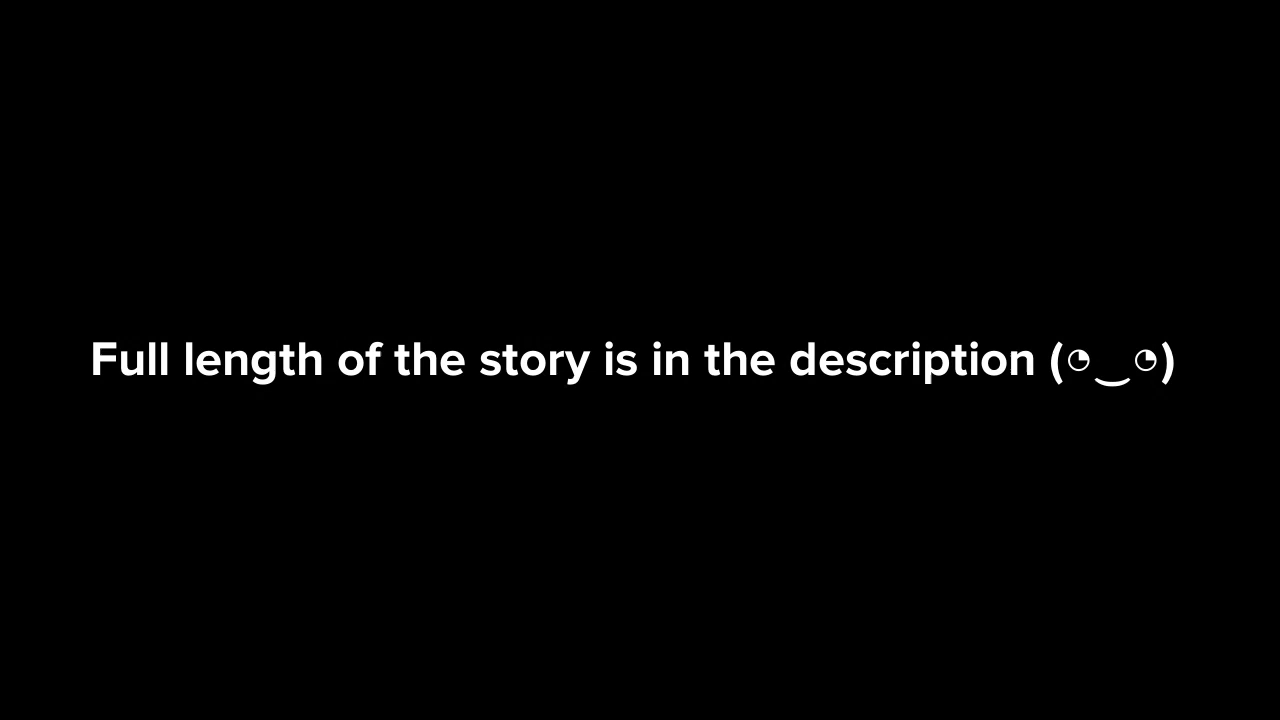 Full length of the story is in the description (◔‿◔)